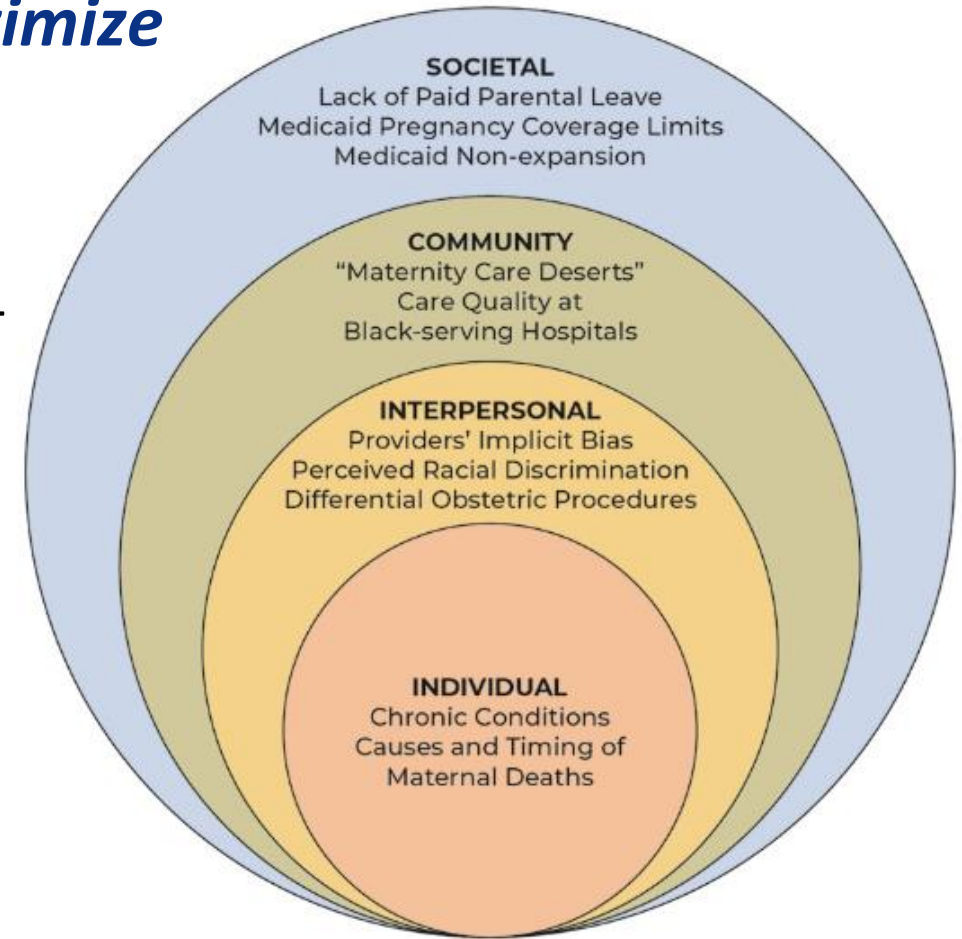 SOCIETAL
Lack of Paid Parental Leave
Medicaid Pregnancy Coverage Limits
Medicaid Non-expansion
COMMUNITY
“Maternity Care Deserts”
Care Quality at
Black-serving Hospitals
INTERPERSONAL
Providers’ Implicit Bias
Perceived Racial Discrimination
Differential Obstetric Procedures
INDIVIDUAL
Chronic Conditions
Causes and Timing of
Maternal Deaths